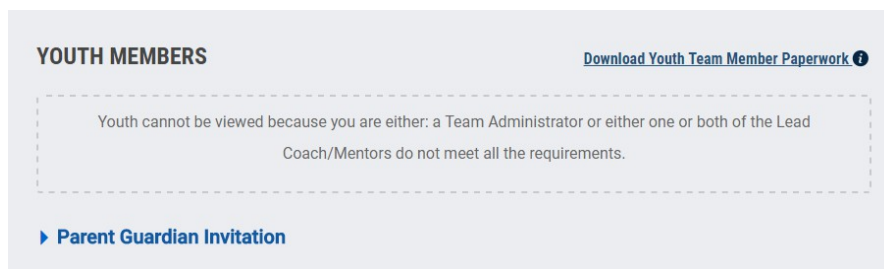 YOUTH MEMBERS
Download Youth Team Member Paperwork i
Youth cannot be viewed because you are either: a Team Administrator or either one or both of the Lead
Coach/Mentors do not meet all the requirements.
Parent Guardian Invitation